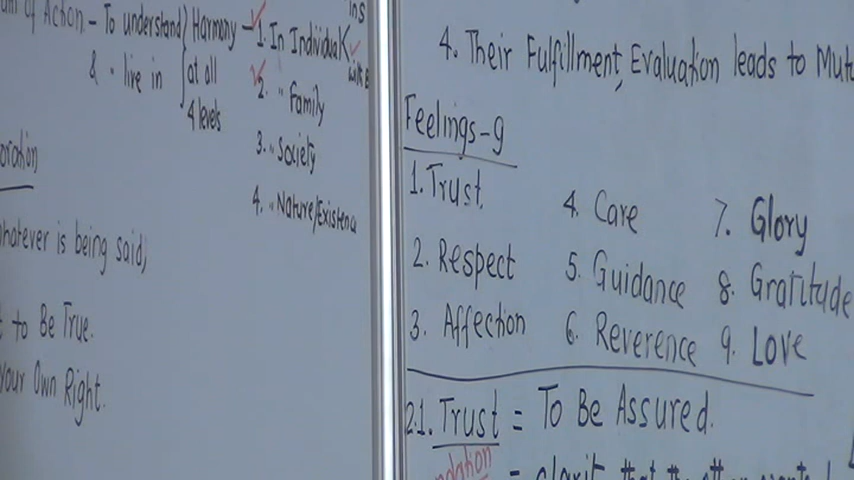 of Action - To understand } Harmony - 1. In Individual
& " live in at all
4 levels
2. " Family
3. " Society
4. " Nature/Existence
whatever is being said,
to Be True.
your Own Right.
4. Their Fulfillment, Evaluation leads to
Feelings-9
1. Trust,
2. Respect
3. Affection
4. Care
5. Guidance
6. Reverence
7. Glory
8. Gratitude
9. Love
2.1. Trust = To Be Assured.